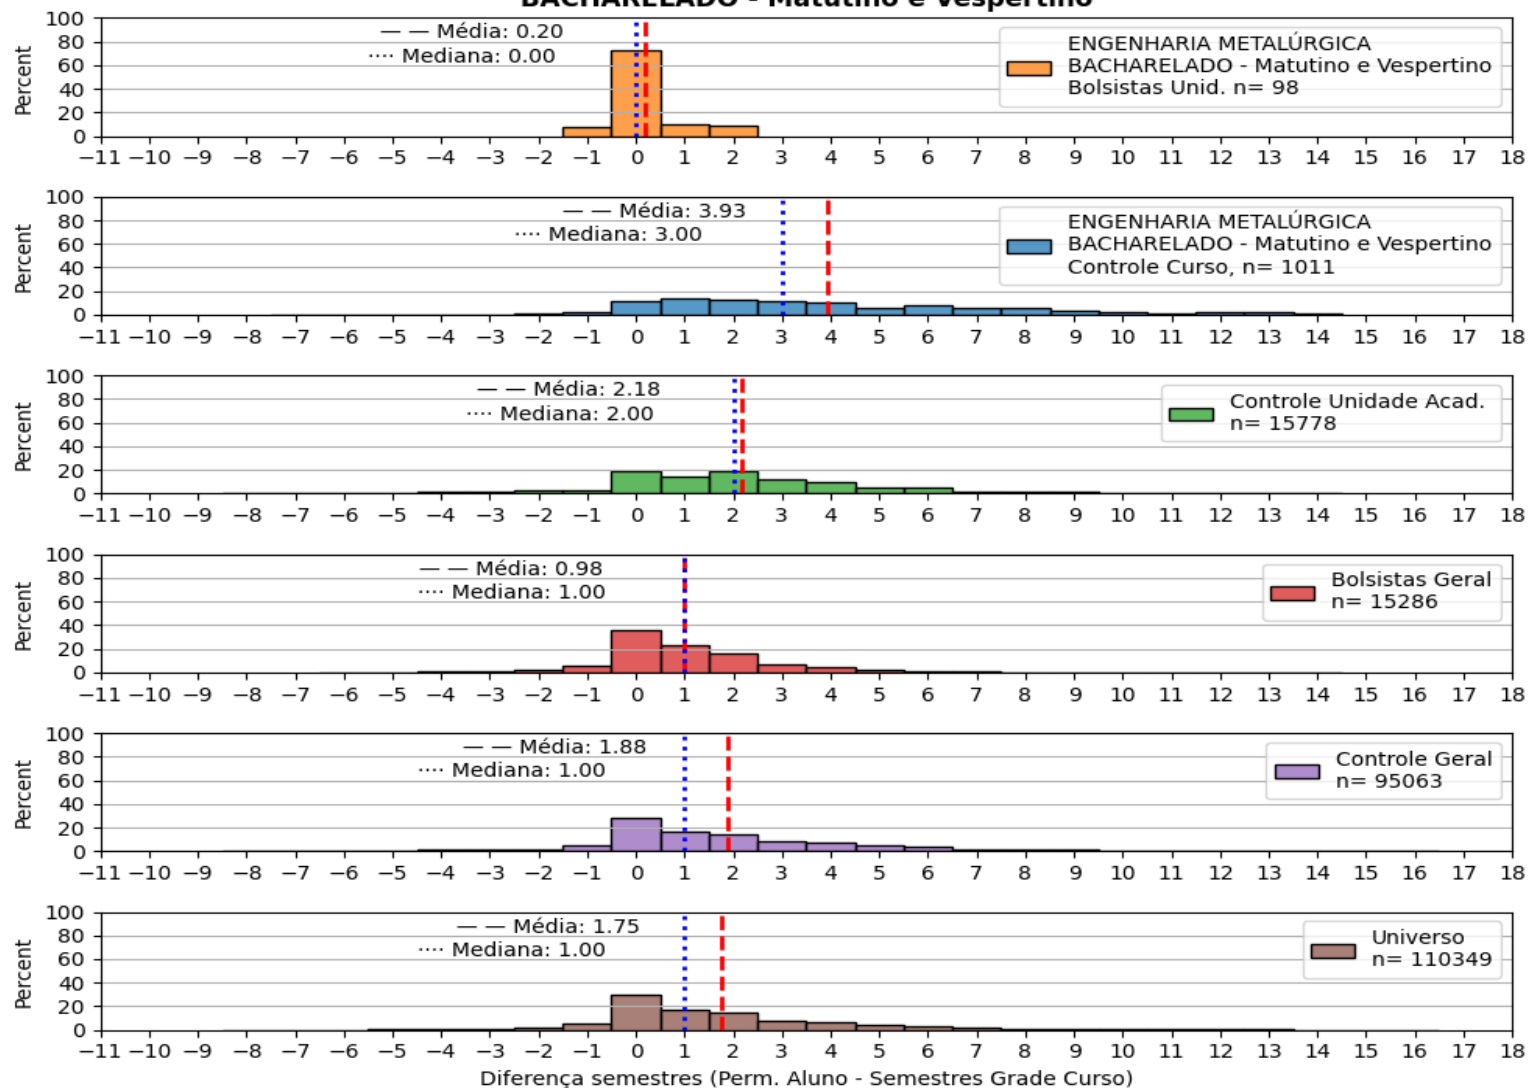 BACHARELADO - Matutino e Vespertino
Percent
100
80
60
40
20
0
— — Média: 0.20
···· Mediana: 0.00
ENGENHARIA METALÚRGICA
BACHARELADO - Matutino e Vespertino
Bolsistas Unid. n= 98
−11 −10 −9 −8 −7 −6 −5 −4 −3 −2 −1 0 1 2 3 4 5 6 7 8 9 10 11 12 13 14 15 16 17 18
Percent
100
80
60
40
20
0
— — Média: 3.93
···· Mediana: 3.00
ENGENHARIA METALÚRGICA
BACHARELADO - Matutino e Vespertino
Controle Curso, n= 1011
−11 −10 −9 −8 −7 −6 −5 −4 −3 −2 −1 0 1 2 3 4 5 6 7 8 9 10 11 12 13 14 15 16 17 18
Percent
100
80
60
40
20
0
— — Média: 2.18
···· Mediana: 2.00
Controle Unidade Acad.
n= 15778
−11 −10 −9 −8 −7 −6 −5 −4 −3 −2 −1 0 1 2 3 4 5 6 7 8 9 10 11 12 13 14 15 16 17 18
Percent
100
80
60
40
20
0
— — Média: 0.98
···· Mediana: 1.00
Bolsistas Geral
n= 15286
−11 −10 −9 −8 −7 −6 −5 −4 −3 −2 −1 0 1 2 3 4 5 6 7 8 9 10 11 12 13 14 15 16 17 18
Percent
100
80
60
40
20
0
— — Média: 1.88
···· Mediana: 1.00
Controle Geral
n= 95063
−11 −10 −9 −8 −7 −6 −5 −4 −3 −2 −1 0 1 2 3 4 5 6 7 8 9 10 11 12 13 14 15 16 17 18
Percent
100
80
60
40
20
0
— — Média: 1.75
···· Mediana: 1.00
Universo
n= 110349
−11 −10 −9 −8 −7 −6 −5 −4 −3 −2 −1 0 1 2 3 4 5 6 7 8 9 10 11 12 13 14 15 16 17 18
Diferença semestres (Perm. Aluno - Semestres Grade Curso)